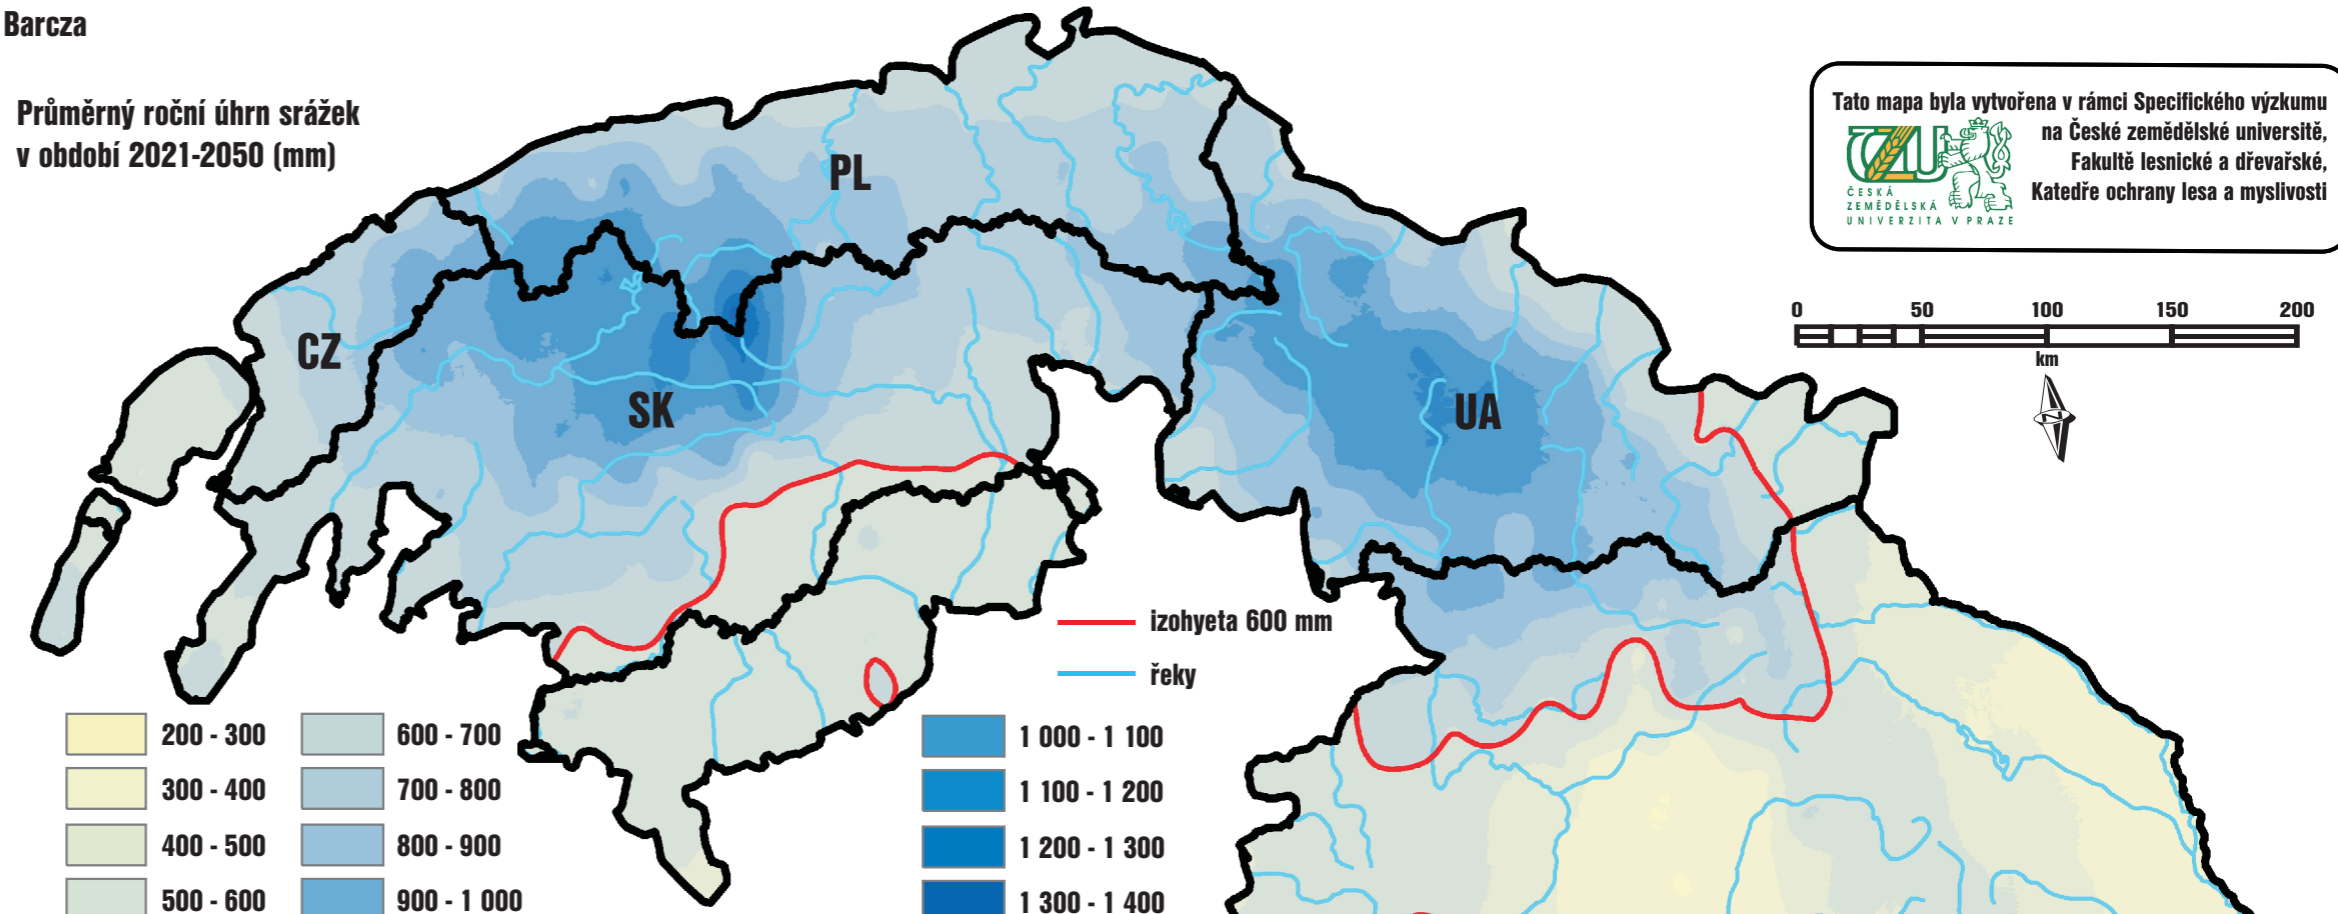 Barcza
Průměrný roční úhrn srážek
v období 2021-2050 (mm)
Tato mapa byla vytvořena v rámci Specifického výzkumu
na České zemědělské universitě,
Fakultě lesnické a dřevařské,
Katedře ochrany lesa a myslivosti
ČZU
ČESKÁ
ZEMĚDĚLSKÁ
UNIVERZITA V PRAZE
0 50 100 150 200
km
N
PL
CZ
SK
UA
izohyeta 600 mm
řeky
200 - 300
300 - 400
400 - 500
500 - 600
600 - 700
700 - 800
800 - 900
900 - 1 000
1 000 - 1 100
1 100 - 1 200
1 200 - 1 300
1 300 - 1 400